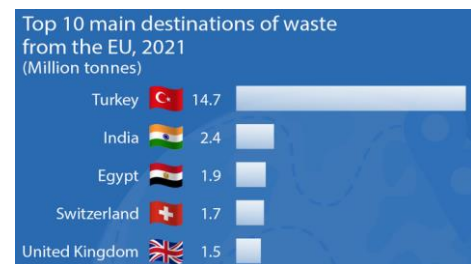 Top 10 main destinations of waste
from the EU, 2021
(Million tonnes)
Turkey 14.7
India 2.4
Egypt 1.9
Switzerland 1.7
United Kingdom 1.5